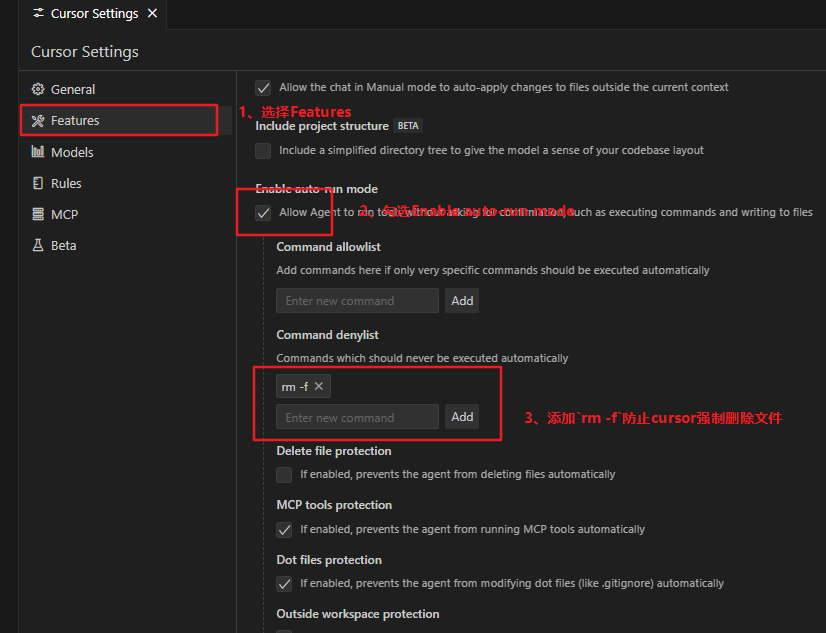 Cursor Settings
Cursor Settings
General
Features
Models
Rules
MCP
Beta
Allow the chat in Manual mode to auto-apply changes to files outside the current context
1、选择Features
Include project structure BETA
Include a simplified directory tree to give the model a sense of your codebase layout
Enable auto-run mode
Allow Agent to run tools without asking for confirmation, such as executing commands and writing to files
2、勾选Enable auto-run mode
Command allowlist
Add commands here if only very specific commands should be executed automatically
Enter new command Add
Command denylist
Commands which should never be executed automatically
rm -f
Enter new command Add
3、添加`rm -f`防止cursor强制删除文件
Delete file protection
If enabled, prevents the agent from deleting files automatically
MCP tools protection
If enabled, prevents the agent from running MCP tools automatically
Dot files protection
If enabled, prevents the agent from modifying dot files (like .gitignore) automatically
Outside workspace protection